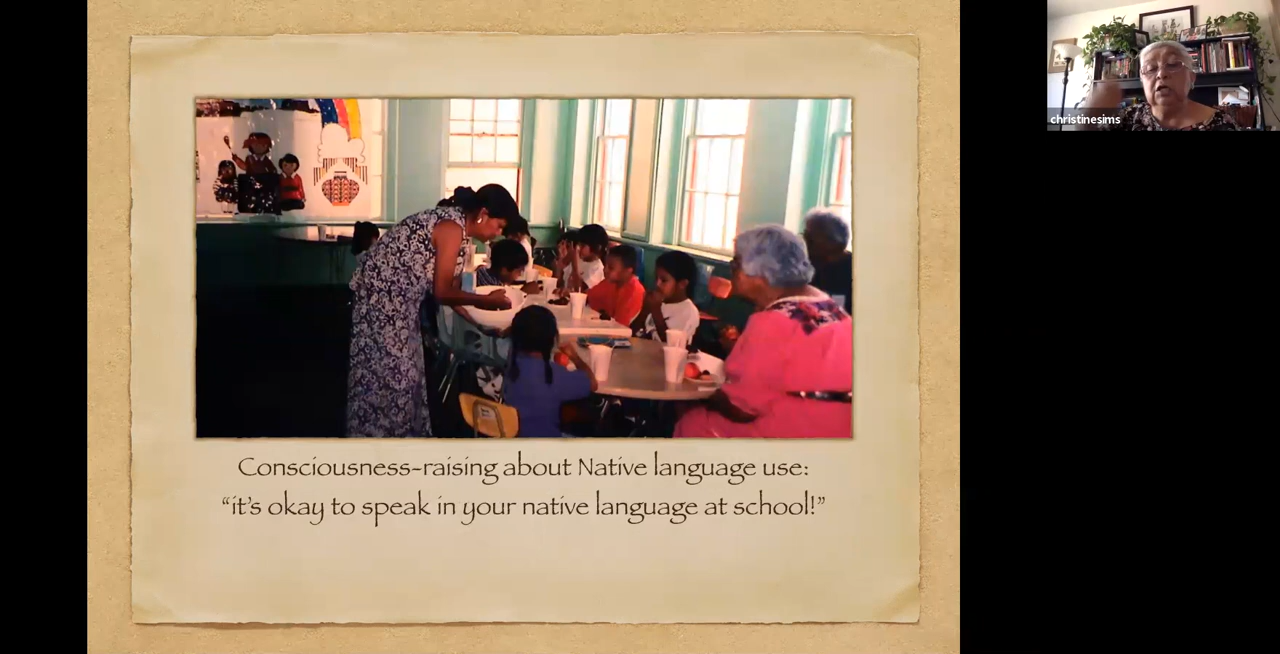 Consciousness-raising about Native language use:
“it’s okay to speak in your native language at school!”
christinesims